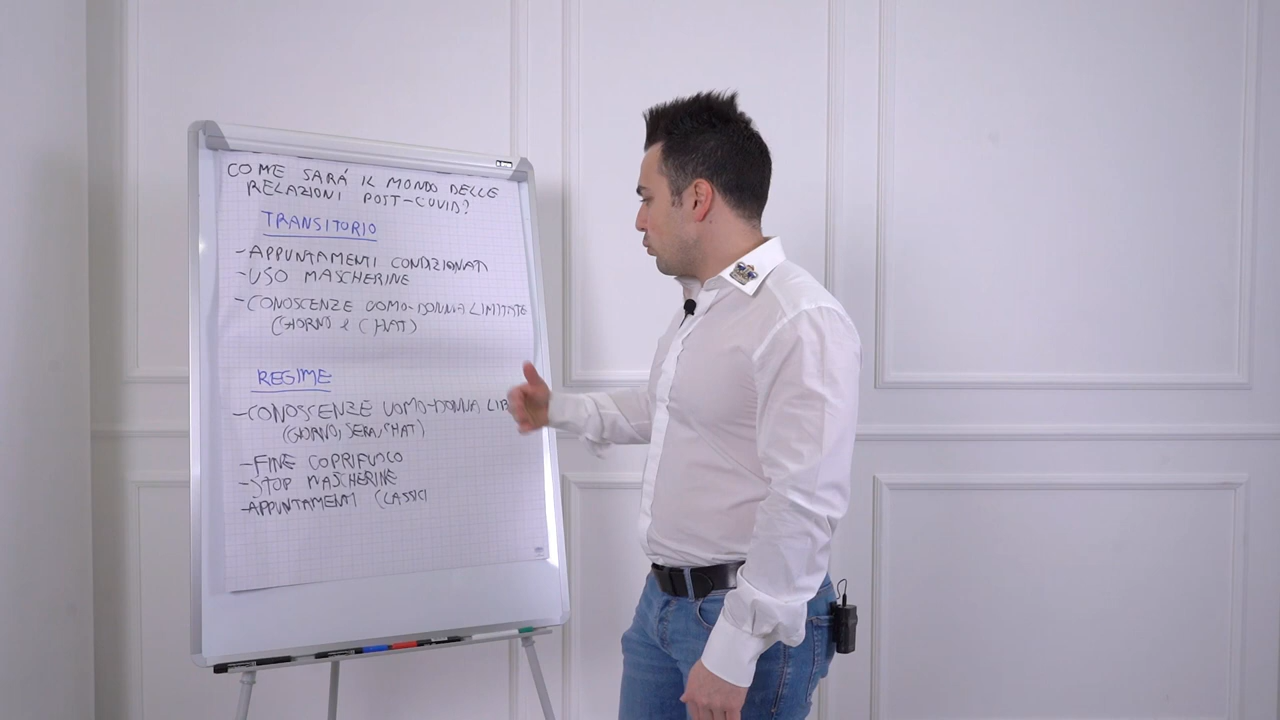 COME SARÁ IL MONDO DELLE
RELAZIONI POST-COVID?
TRANSITORIO
-APPUNTAMENTI CONDIZIONATI
-USO MASCHERINE
-CONOSCENZE UOMO-DONNA LIMITATE
(GIORNO E CHAT)
REGIME
-CONOSCENZE UOMO-DONNA
(GIORNO, SERA, CHAT)
-FINE COPRIFUOCO
-STOP MASCHERINE
-APPUNTAMENTI CLASSICI